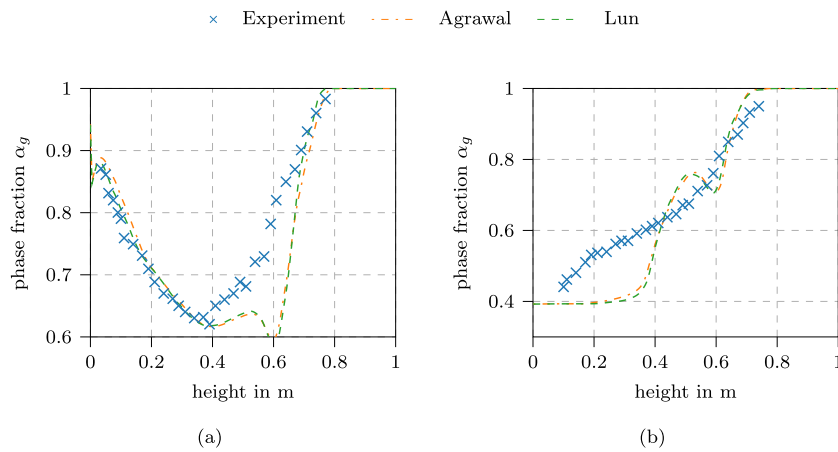 Experiment Agrawal Lun
1
0.9
0.8
0.7
0.6
phase fraction α_g
0 0.2 0.4 0.6 0.8 1
height in m
(a)
1
0.8
0.6
0.4
phase fraction α_g
0 0.2 0.4 0.6 0.8 1
height in m
(b)